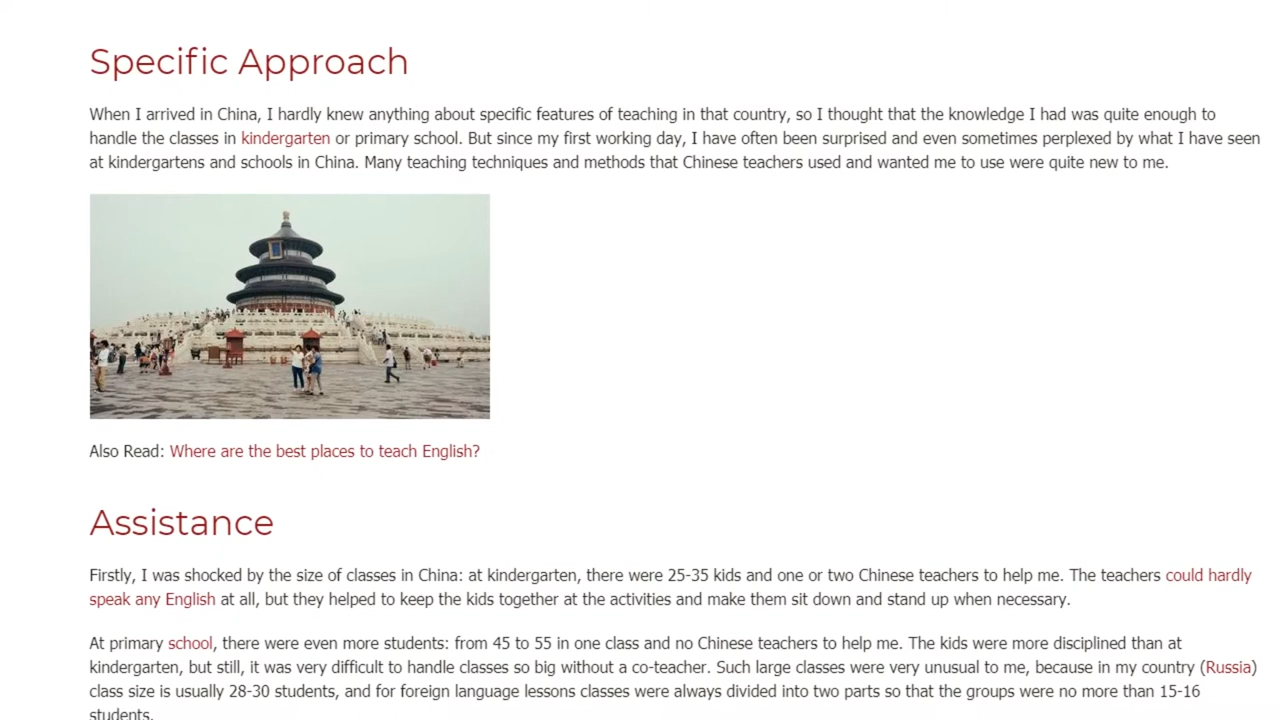 Specific Approach
When I arrived in China, I hardly knew anything about specific features of teaching in that country, so I thought that the knowledge I had was quite enough to
handle the classes in kindergarten or primary school. But since my first working day, I have often been surprised and even sometimes perplexed by what I have seen
at kindergartens and schools in China. Many teaching techniques and methods that Chinese teachers used and wanted me to use were quite new to me.
Also Read: Where are the best places to teach English?
Assistance
Firstly, I was shocked by the size of classes in China: at kindergarten, there were 25-35 kids and one or two Chinese teachers to help me. The teachers could hardly
speak any English at all, but they helped to keep the kids together at the activities and make them sit down and stand up when necessary.
At primary school, there were even more students: from 45 to 55 in one class and no Chinese teachers to help me. The kids were more disciplined than at
kindergarten, but still, it was very difficult to handle classes so big without a co-teacher. Such large classes were very unusual to me, because in my country (Russia)
class size is usually 28-30 students, and for foreign language lessons classes were always divided into two parts so that the groups were no more than 15-16
students.